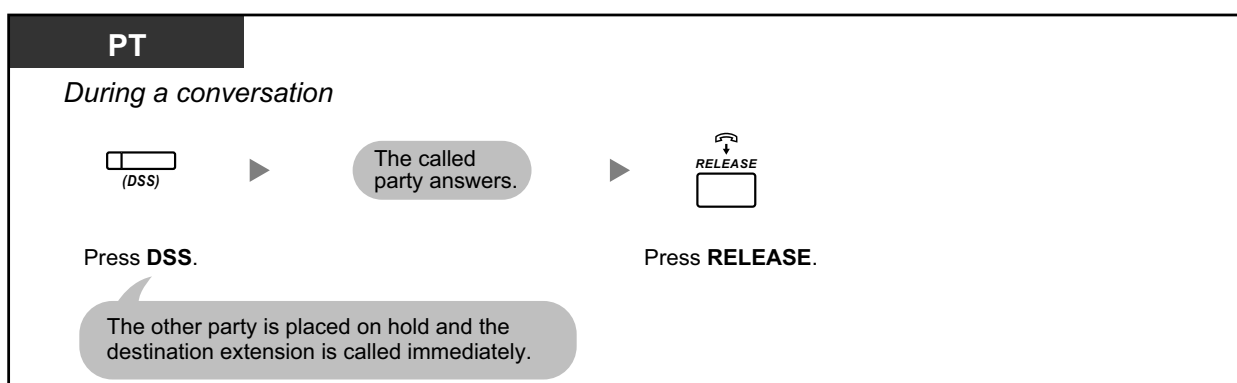 PT
During a conversation
(DSS)
The called
party answers.
RELEASE
Press DSS.
Press RELEASE.
The other party is placed on hold and the
destination extension is called immediately.